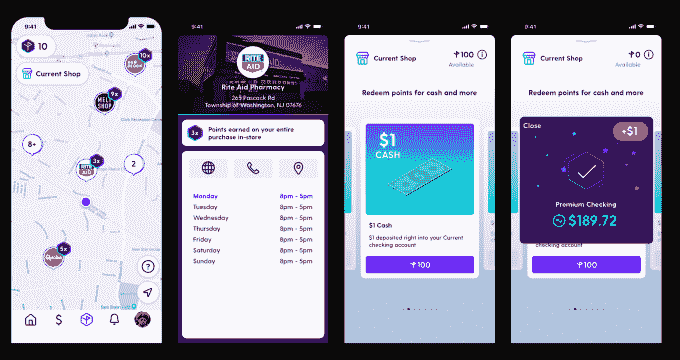 9:41
10
10x
Current Shop
9x
MELT
SHOP
8+
3x
RITE
AID
2
5x
?
$
9:41
RITE
AID
Rite Aid Pharmacy
Township of Washington, NJ 07676
3x
Points earned on your entire
purchase in-store
Monday 8pm - 5pm
Tuesday 8pm - 5pm
Wednesday 8pm - 5pm
Thursday 8pm - 5pm
Friday 8pm - 5pm
Saturday 8pm - 5pm
Sunday 8pm - 5pm
9:41
Current Shop
100
Available
Redeem points for cash and more
$1
CASH
$1 Cash
$1 deposited right into your Current
checking account
100
9:41
Current Shop
0
Available
Redeem points for cash and more
Close
+$1
Premium Checking
$189.72
checking account
100